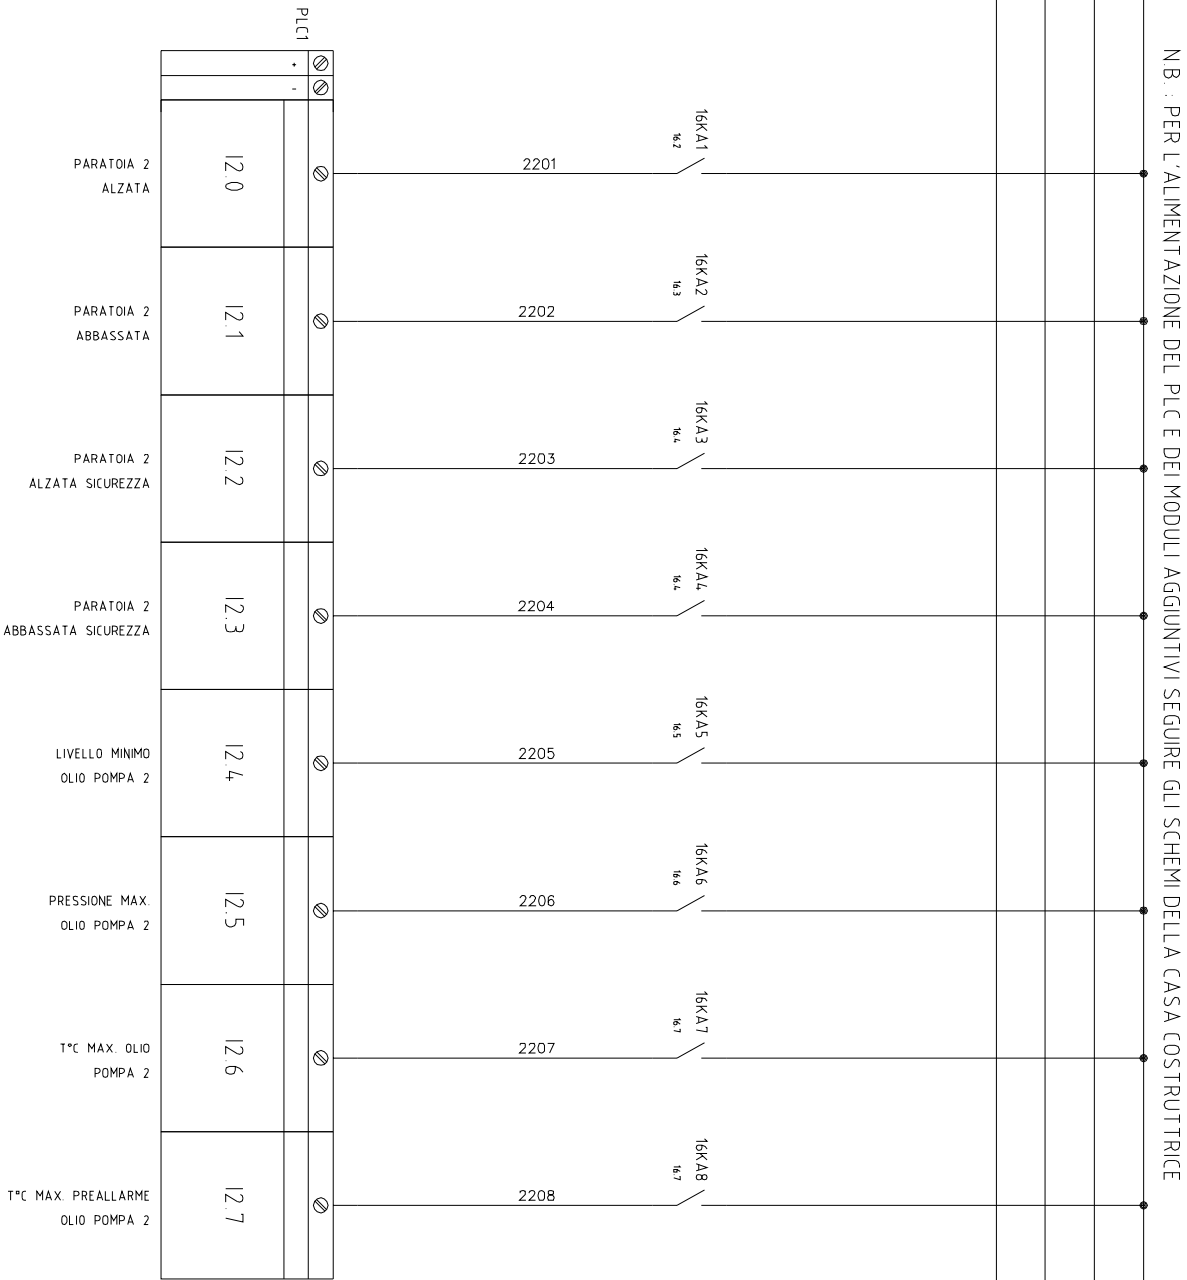 N.B. : PER L'ALIMENTAZIONE DEL PLC E DEI MODULI AGGIUNTIVI SEGUIRE GLI SCHEMI DELLA CASA COSTRUTTRICE
PLC1
+
-
PARATOIA 2
ALZATA
I2.0
2201
16KA1
16.2
PARATOIA 2
ABBASSATA
I2.1
2202
16KA2
16.3
PARATOIA 2
ALZATA SICUREZZA
I2.2
2203
16KA3
16.4
PARATOIA 2
ABBASSATA SICUREZZA
I2.3
2204
16KA4
16.4
LIVELLO MINIMO
OLIO POMPA 2
I2.4
2205
16KA5
16.5
PRESSIONE MAX.
OLIO POMPA 2
I2.5
2206
16KA6
16.6
T°C MAX. OLIO
POMPA 2
I2.6
2207
16KA7
16.7
T°C MAX. PREALLARME
OLIO POMPA 2
I2.7
2208
16KA8
16.7